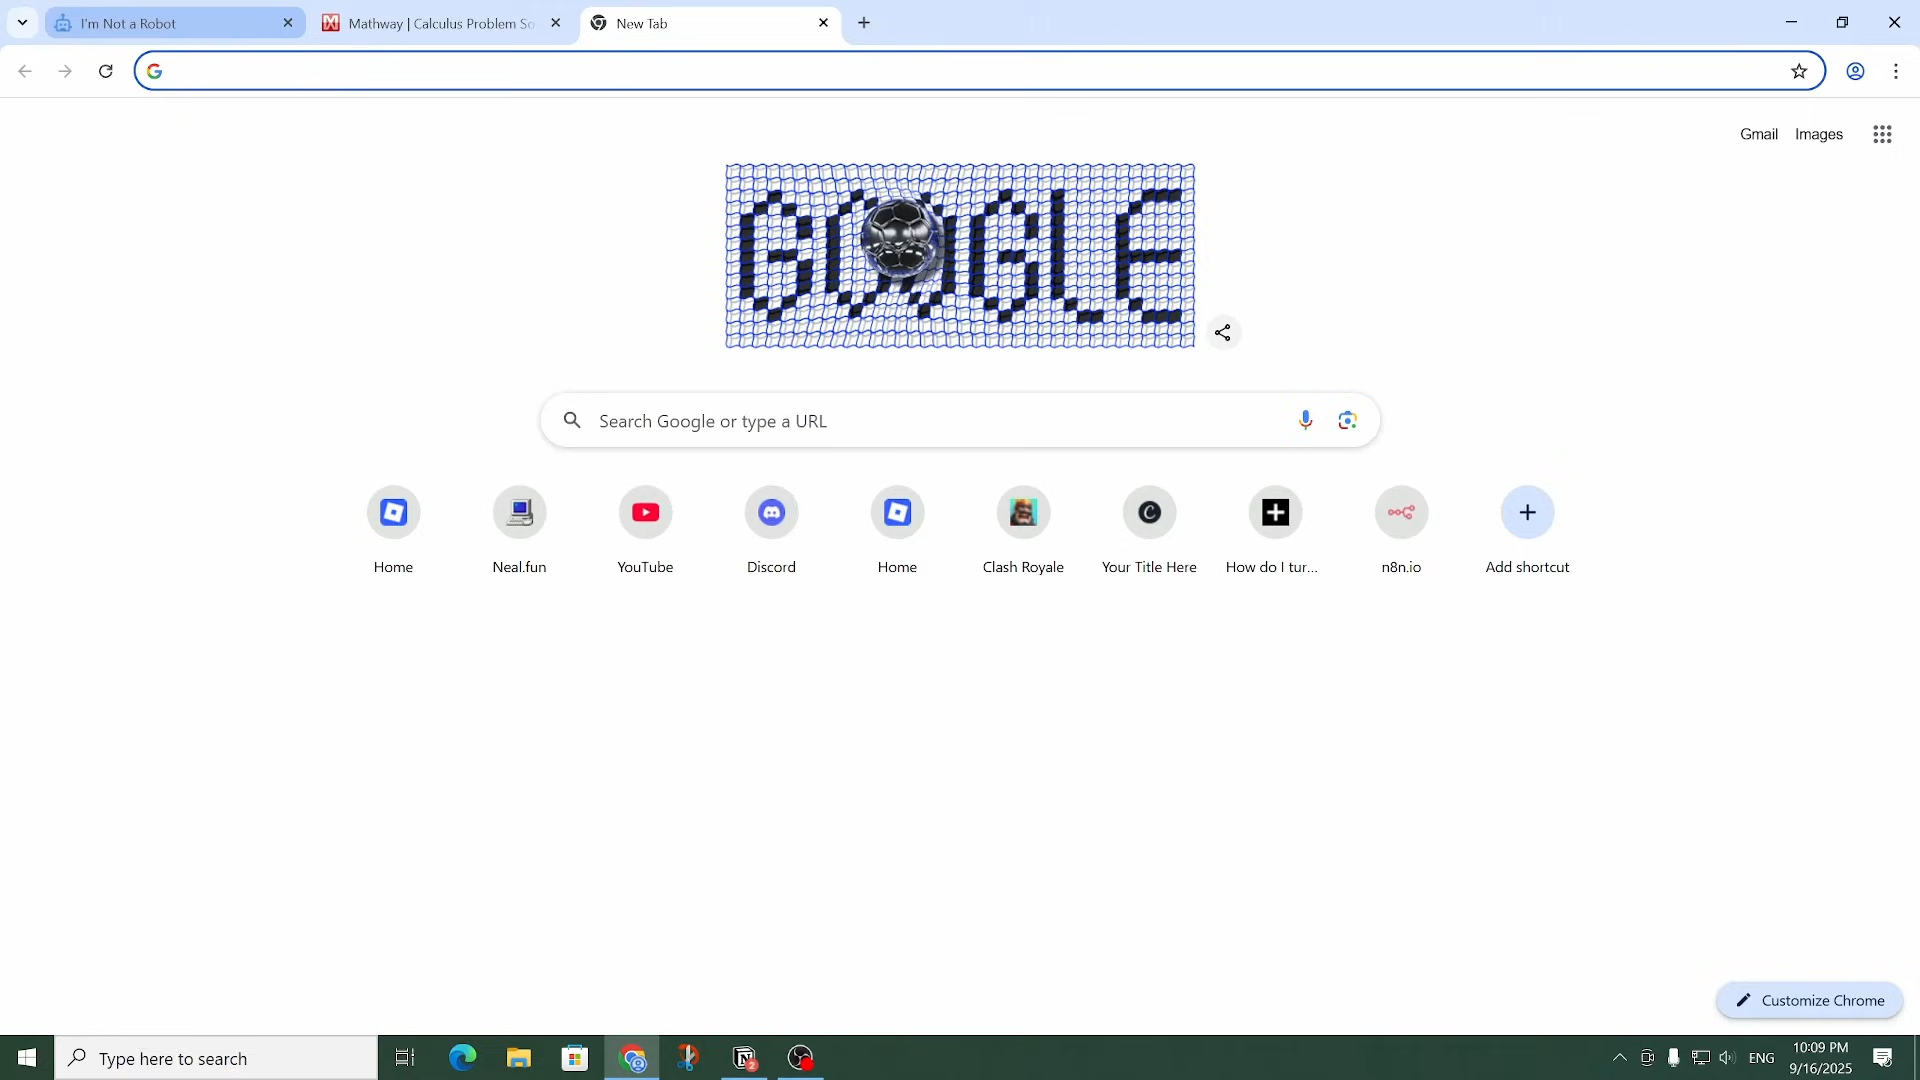 I'm Not a Robot
Mathway | Calculus Problem So
New Tab
Gmail
Images
GOOGLE
Search Google or type a URL
Home
Neal.fun
YouTube
Discord
Home
Clash Royale
Your Title Here
How do I tur...
n8n.io
Add shortcut
Customize Chrome
Type here to search
ENG
10:09 PM
9/16/2025